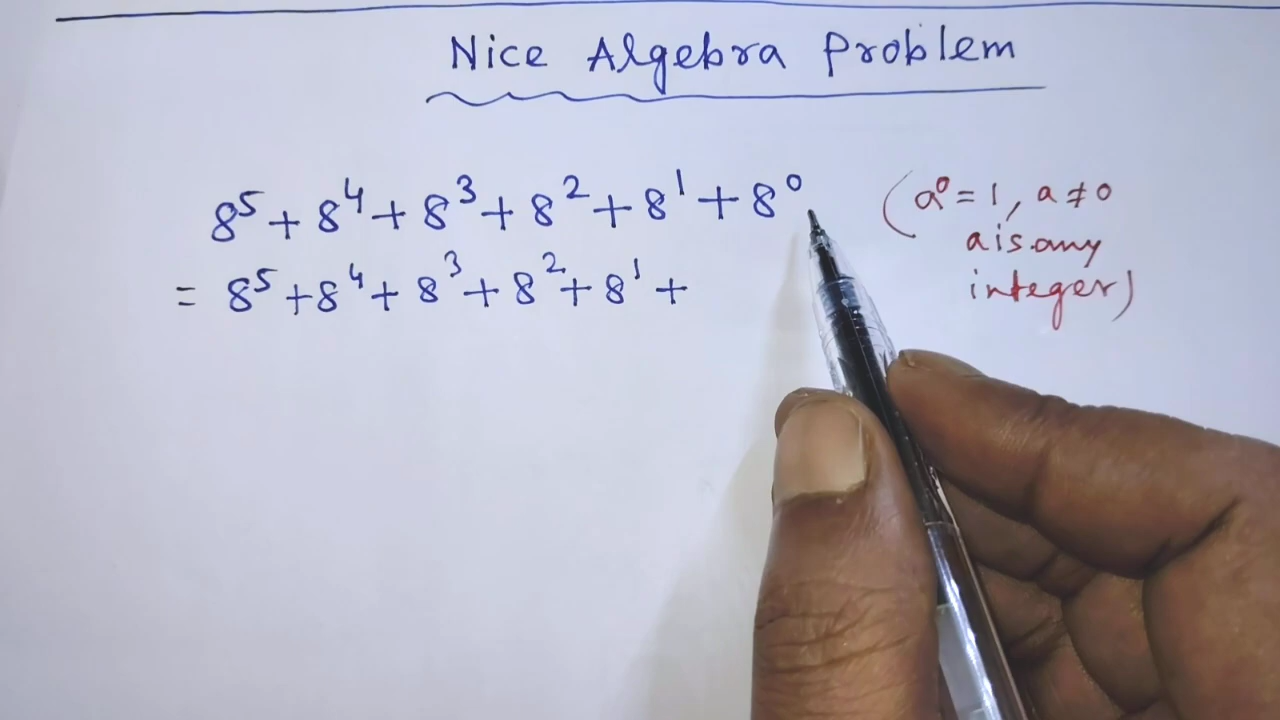 Nice Algebra Problem
8⁵ + 8⁴ + 8³ + 8² + 8¹ + 8⁰
= 8⁵ + 8⁴ + 8³ + 8² + 8¹ +
(a⁰ = 1, a ≠ 0
a is any
integer)